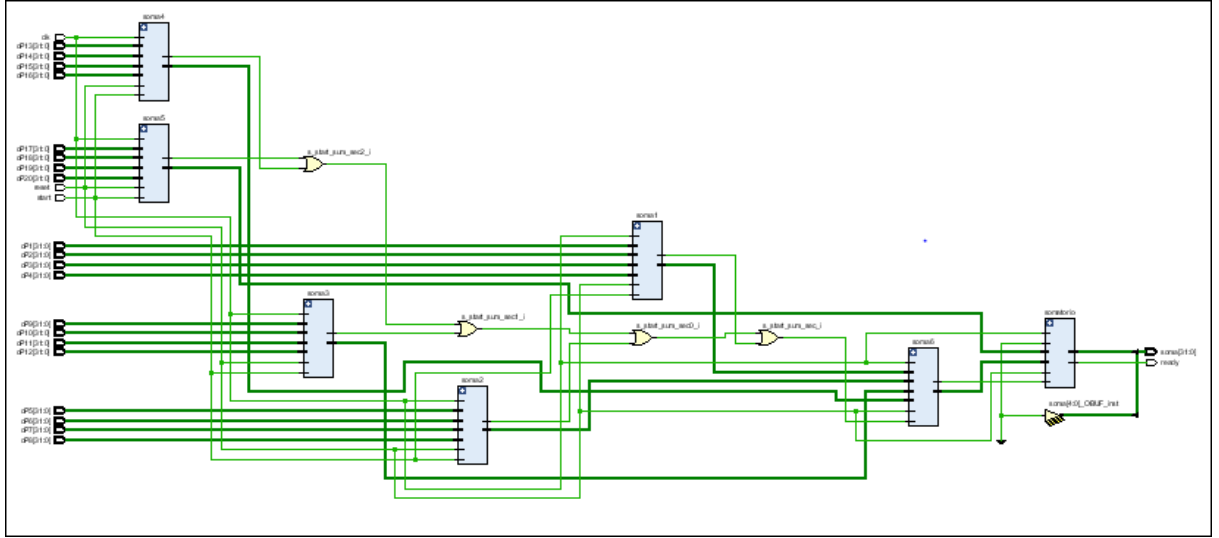 soma4
clk
dP13[31:0]
dP14[31:0]
dP15[31:0]
dP16[31:0]
soma5
dP17[31:0]
dP18[31:0]
dP19[31:0]
dP20[31:0]
reset
start
s_start_sum_sec2_i
soma1
dP1[31:0]
dP2[31:0]
dP3[31:0]
dP4[31:0]
soma3
dP9[31:0]
dP10[31:0]
dP11[31:0]
dP12[31:0]
s_start_sum_sec1_i
s_start_sum_sec0_i
s_start_sum_sec_i
soma6
somatorio
soma[31:0]
ready
soma2
dP5[31:0]
dP6[31:0]
dP7[31:0]
dP8[31:0]
soma[4:0]_OBUF_inst